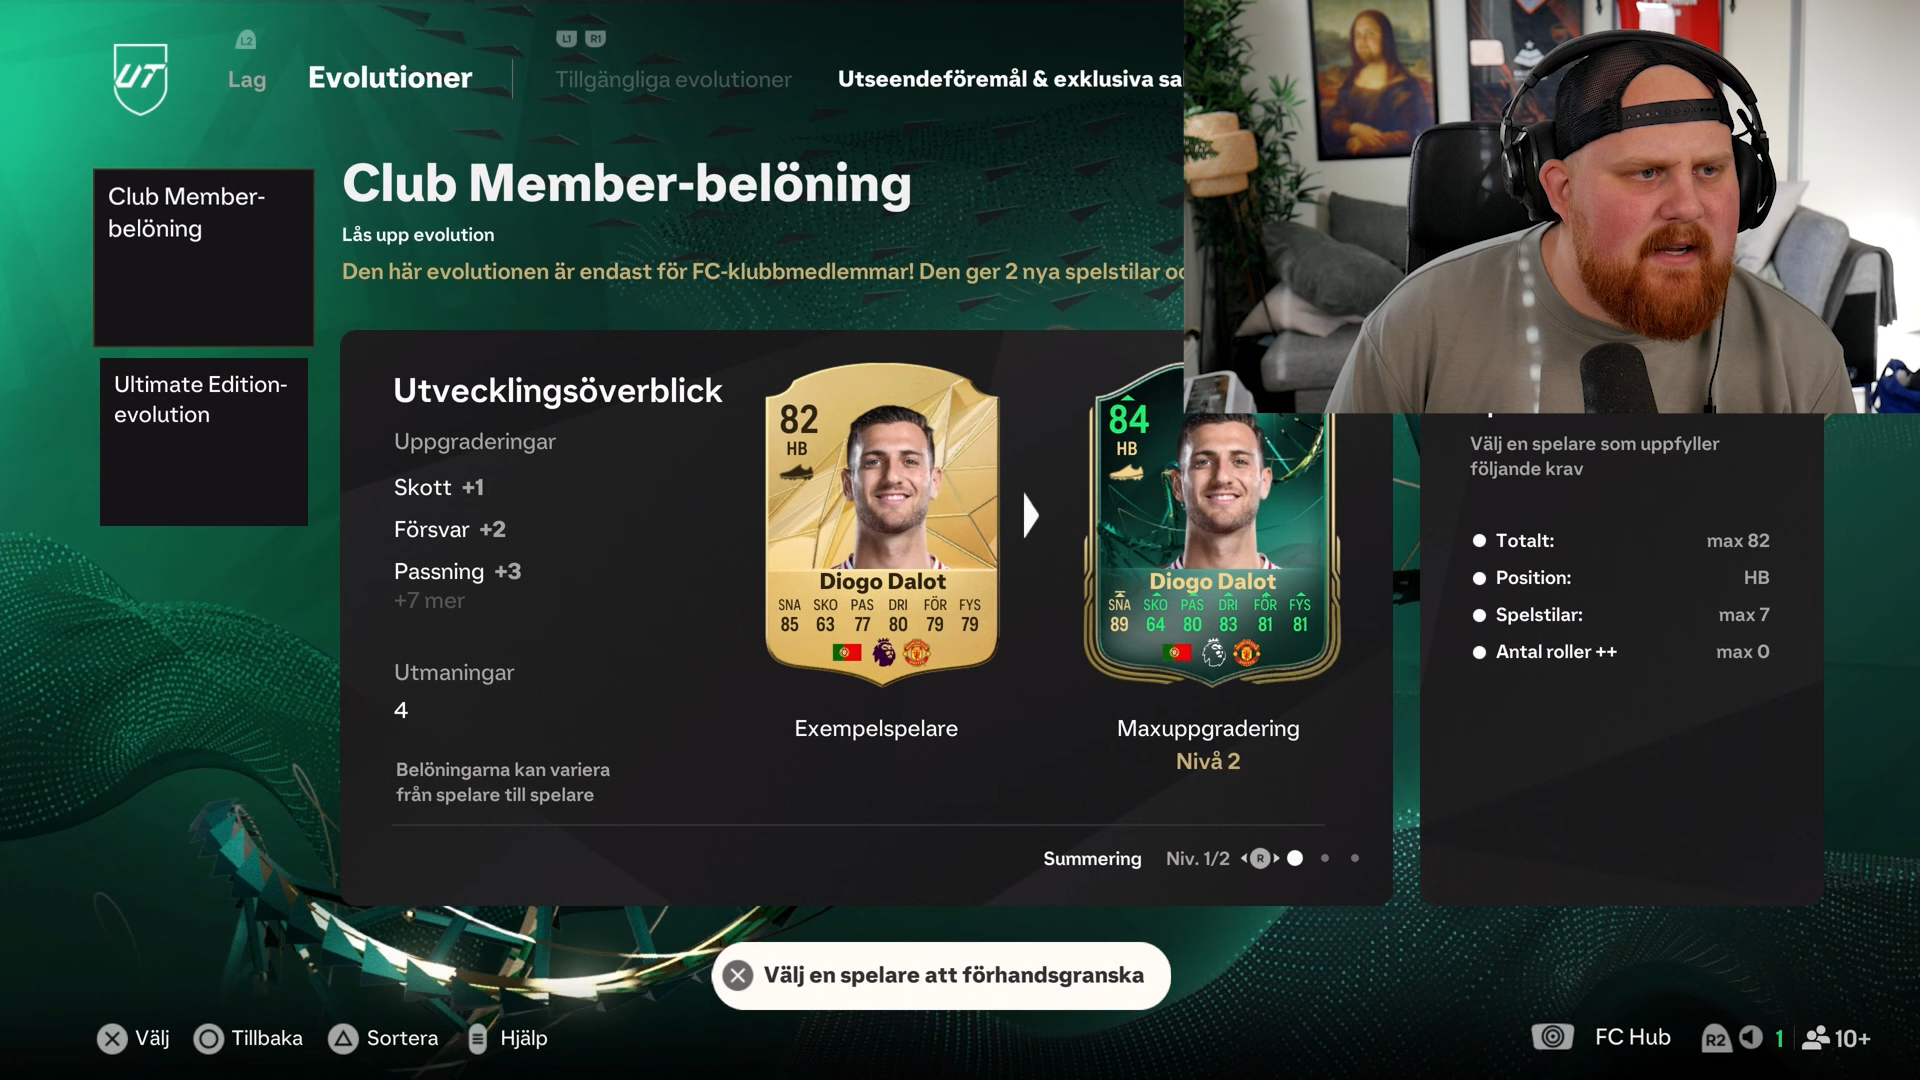 L2
L1 R1
UT
Lag
Evolutioner
Tillgängliga evolutioner
Utseendeföremål & exklusiva
Club Member-
belöning
Ultimate Edition-
evolution
Club Member-belöning
Lås upp evolution
Den här evolutionen är endast för FC-klubbmedlemmar! Den ger 2 nya spelstilar
Utvecklingsöverblick
Uppgraderingar
Skott +1
Försvar +2
Passning +3
+7 mer
Utmaningar
4
Belöningarna kan variera
från spelare till spelare
82
HB
Diogo Dalot
SNA SKO PAS DRI FÖR FYS
85 63 77 80 79 79
Exempelspelare
84
HB
Diogo Dalot
SNA SKO PAS DRI FÖR FYS
89 64 80 83 81 81
Maxuppgradering
Nivå 2
Summering Niv. 1/2 R
Välj en spelare som uppfyller
följande krav
Totalt: max 82
Position: HB
Spelstilar: max 7
Antal roller ++ max 0
Välj en spelare att förhandsgranska
Välj Tillbaka Sortera Hjälp
FC Hub R2 1 10+